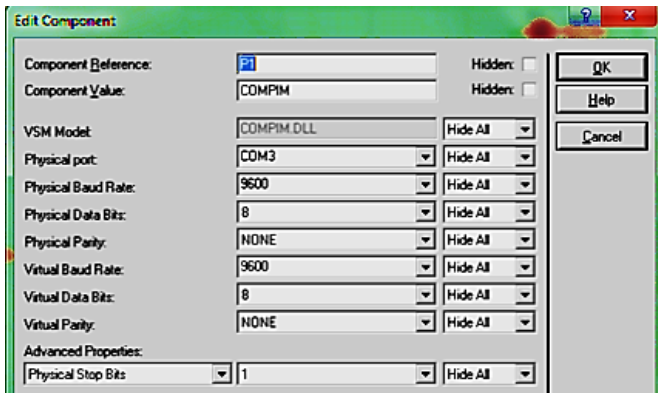 Edit Component
Component Reference: P1 Hidden: OK
Component Value: COMPIM Hidden: Help
VSM Model: COMPIM.DLL Hide All Cancel
Physical port: COM3 Hide All
Physical Baud Rate: 9600 Hide All
Physical Data Bits: 8 Hide All
Physical Parity: NONE Hide All
Virtual Baud Rate: 9600 Hide All
Virtual Data Bits: 8 Hide All
Virtual Parity: NONE Hide All
Advanced Properties:
Physical Stop Bits 1 Hide All